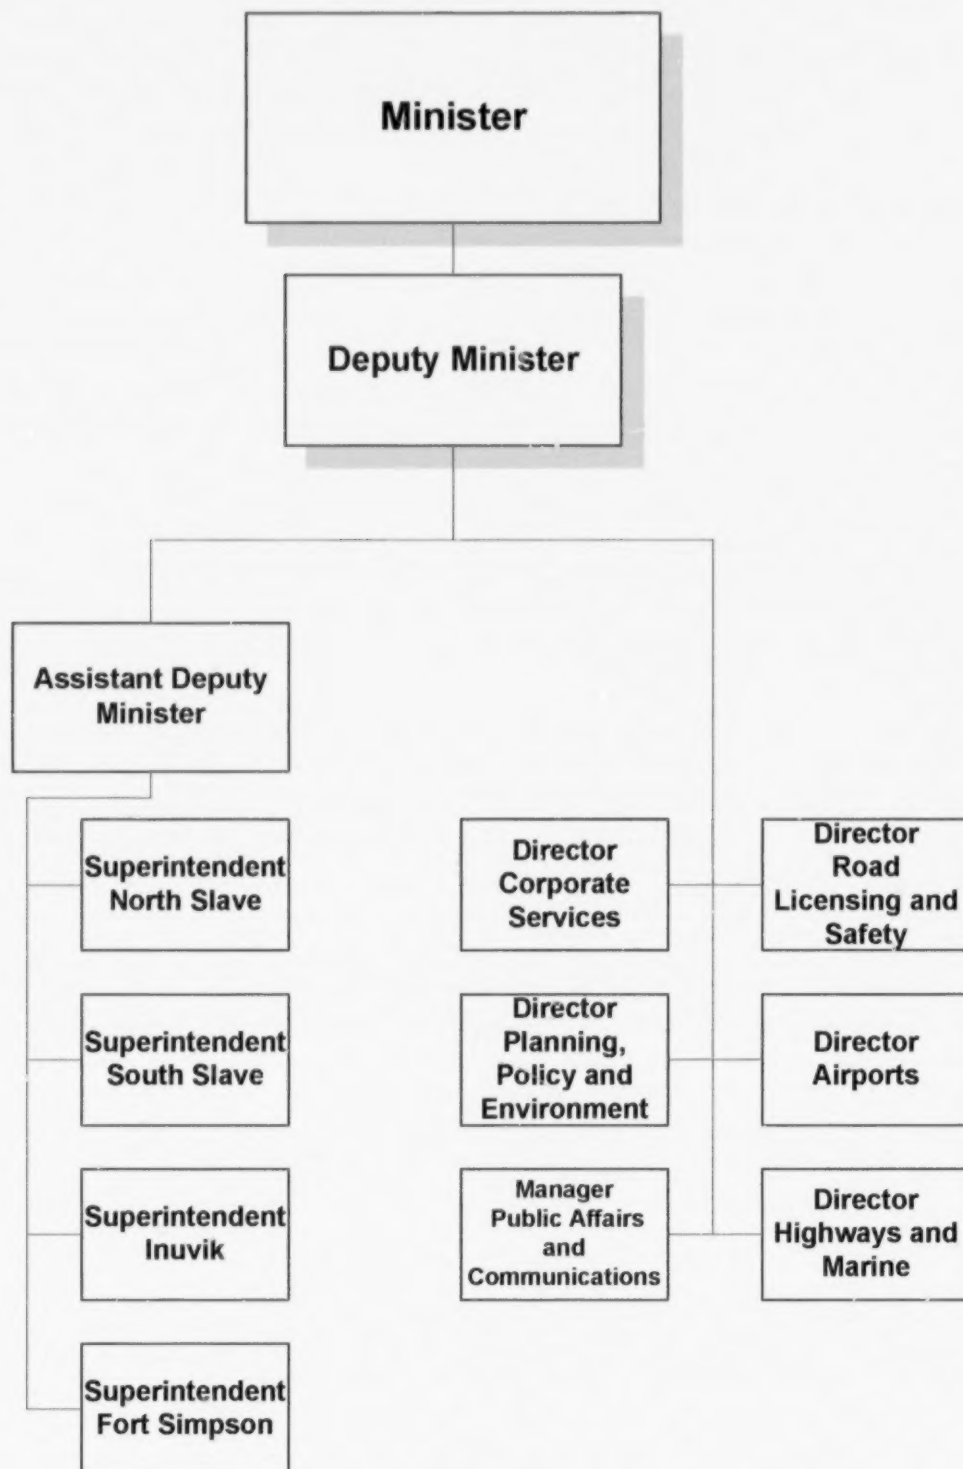 Minister
Deputy Minister
Assistant Deputy
Minister
Superintendent
North Slave
Superintendent
South Slave
Superintendent
Inuvik
Superintendent
Fort Simpson
Director
Corporate
Services
Director
Planning,
Policy and
Environment
Manager
Public Affairs
and
Communications
Director
Road
Licensing and
Safety
Director
Airports
Director
Highways and
Marine